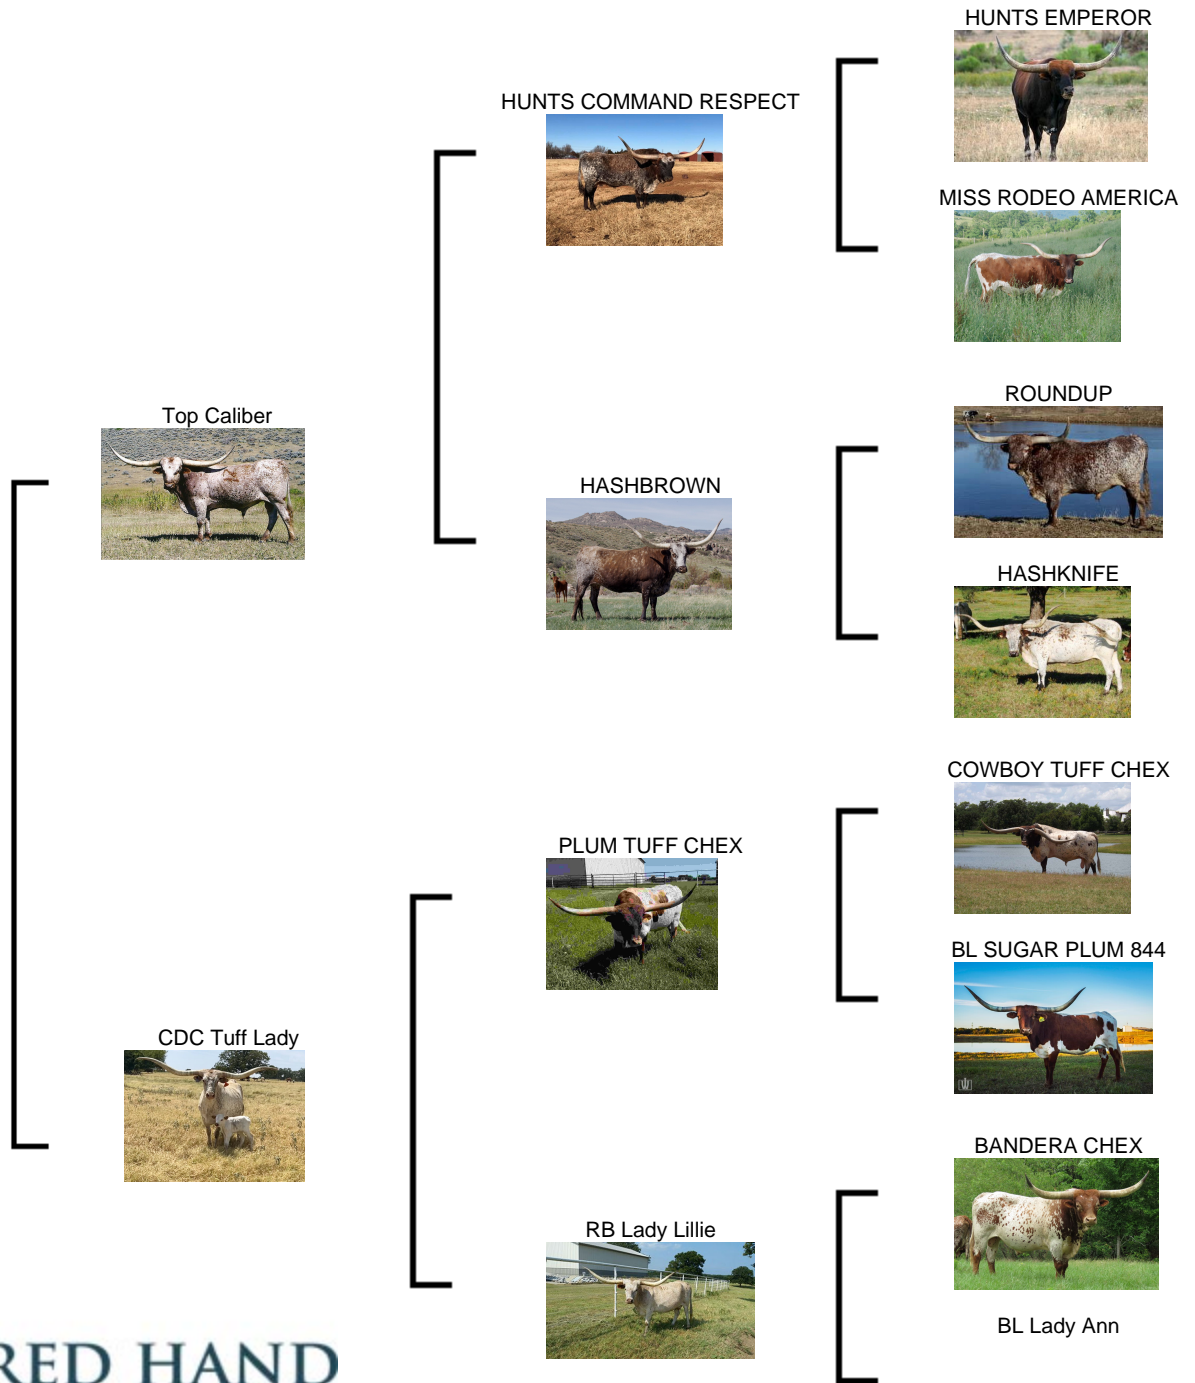 HUNTS EMPEROR
HUNTS COMMAND RESPECT
MISS RODEO AMERICA
ROUNDUP
Top Caliber
HASHBROWN
HASHKNIFE
COWBOY TUFF CHEX
PLUM TUFF CHEX
BL SUGAR PLUM 844
CDC Tuff Lady
BANDERA CHEX
RB Lady Lillie
BL Lady Ann
RED HAND